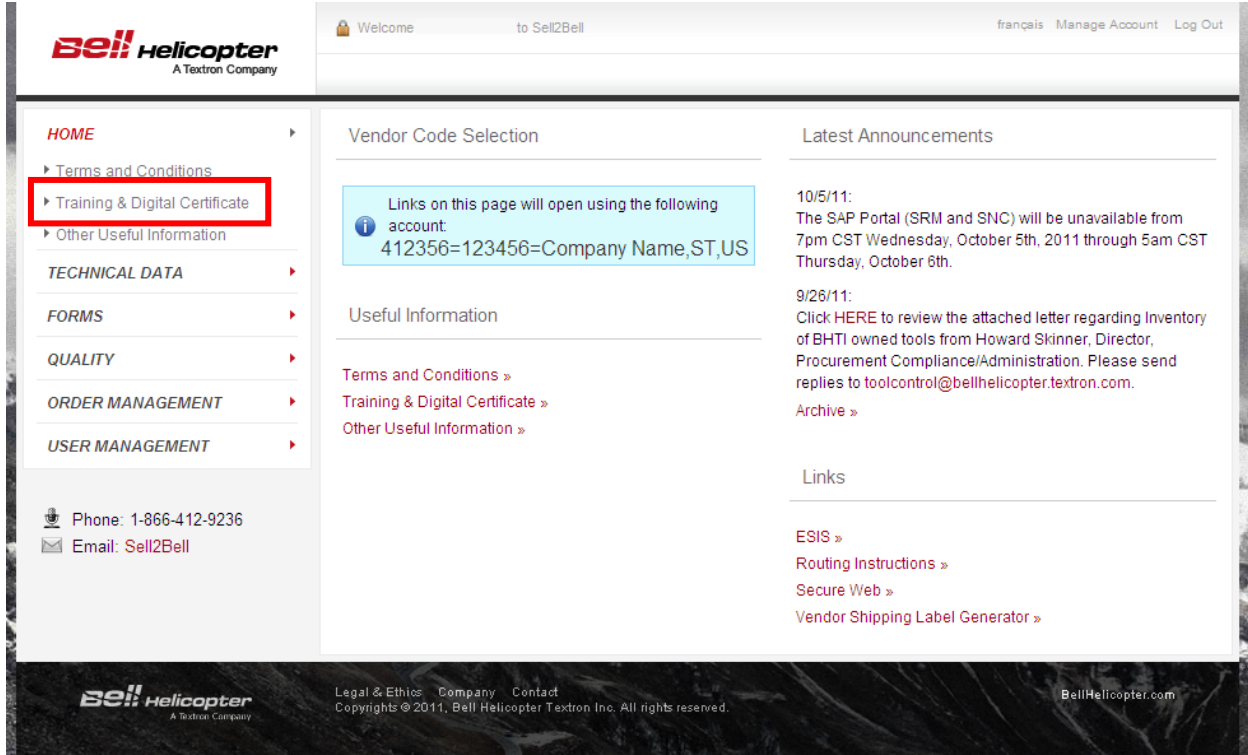 Bell Helicopter
A Textron Company
Welcome to Sell2Bell
français Manage Account Log Out
HOME
Terms and Conditions
Training & Digital Certificate
Other Useful Information
TECHNICAL DATA
FORMS
QUALITY
ORDER MANAGEMENT
USER MANAGEMENT
Phone: 1-866-412-9236
Email: Sell2Bell
Vendor Code Selection
Links on this page will open using the following
account:
412356=123456=Company Name,ST,US
Useful Information
Terms and Conditions »
Training & Digital Certificate »
Other Useful Information »
Latest Announcements
10/5/11:
The SAP Portal (SRM and SNC) will be unavailable from
7pm CST Wednesday, October 5th, 2011 through 5am CST
Thursday, October 6th.
9/26/11:
Click HERE to review the attached letter regarding Inventory
of BHTI owned tools from Howard Skinner, Director,
Procurement Compliance/Administration. Please send
replies to toolcontrol@bellhelicopter.textron.com.
Archive »
Links
ESIS »
Routing Instructions »
Secure Web »
Vendor Shipping Label Generator »
Bell Helicopter
A Textron Company
Legal & Ethics Company Contact
Copyrights © 2011, Bell Helicopter Textron Inc. All rights reserved.
BellHelicopter.com